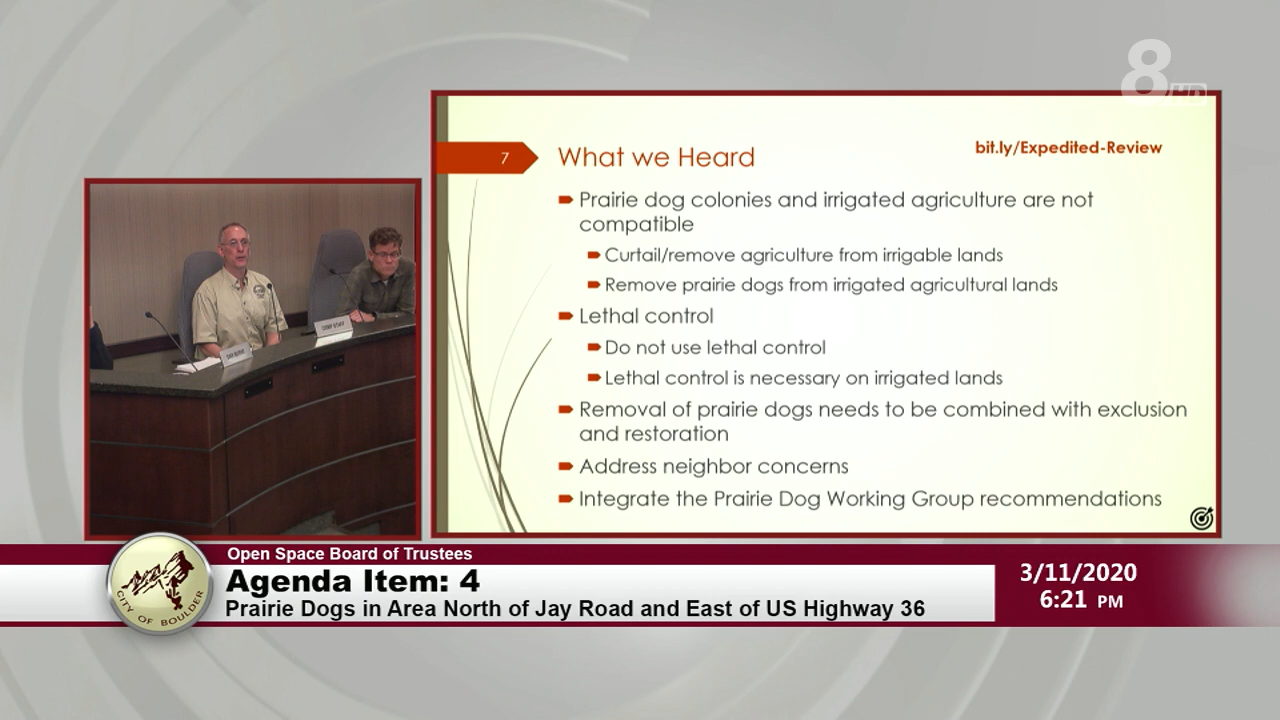 8HD
bit.ly/Expedited-Review
7
What we Heard
Prairie dog colonies and irrigated agriculture are not
compatible
Curtail/remove agriculture from irrigable lands
Remove prairie dogs from irrigated agricultural lands
Lethal control
Do not use lethal control
Lethal control is necessary on irrigated lands
Removal of prairie dogs needs to be combined with exclusion
and restoration
Address neighbor concerns
Integrate the Prairie Dog Working Group recommendations
Open Space Board of Trustees
Agenda Item: 4
Prairie Dogs in Area North of Jay Road and East of US Highway 36
3/11/2020
6:21 PM
CITY OF BOULDER